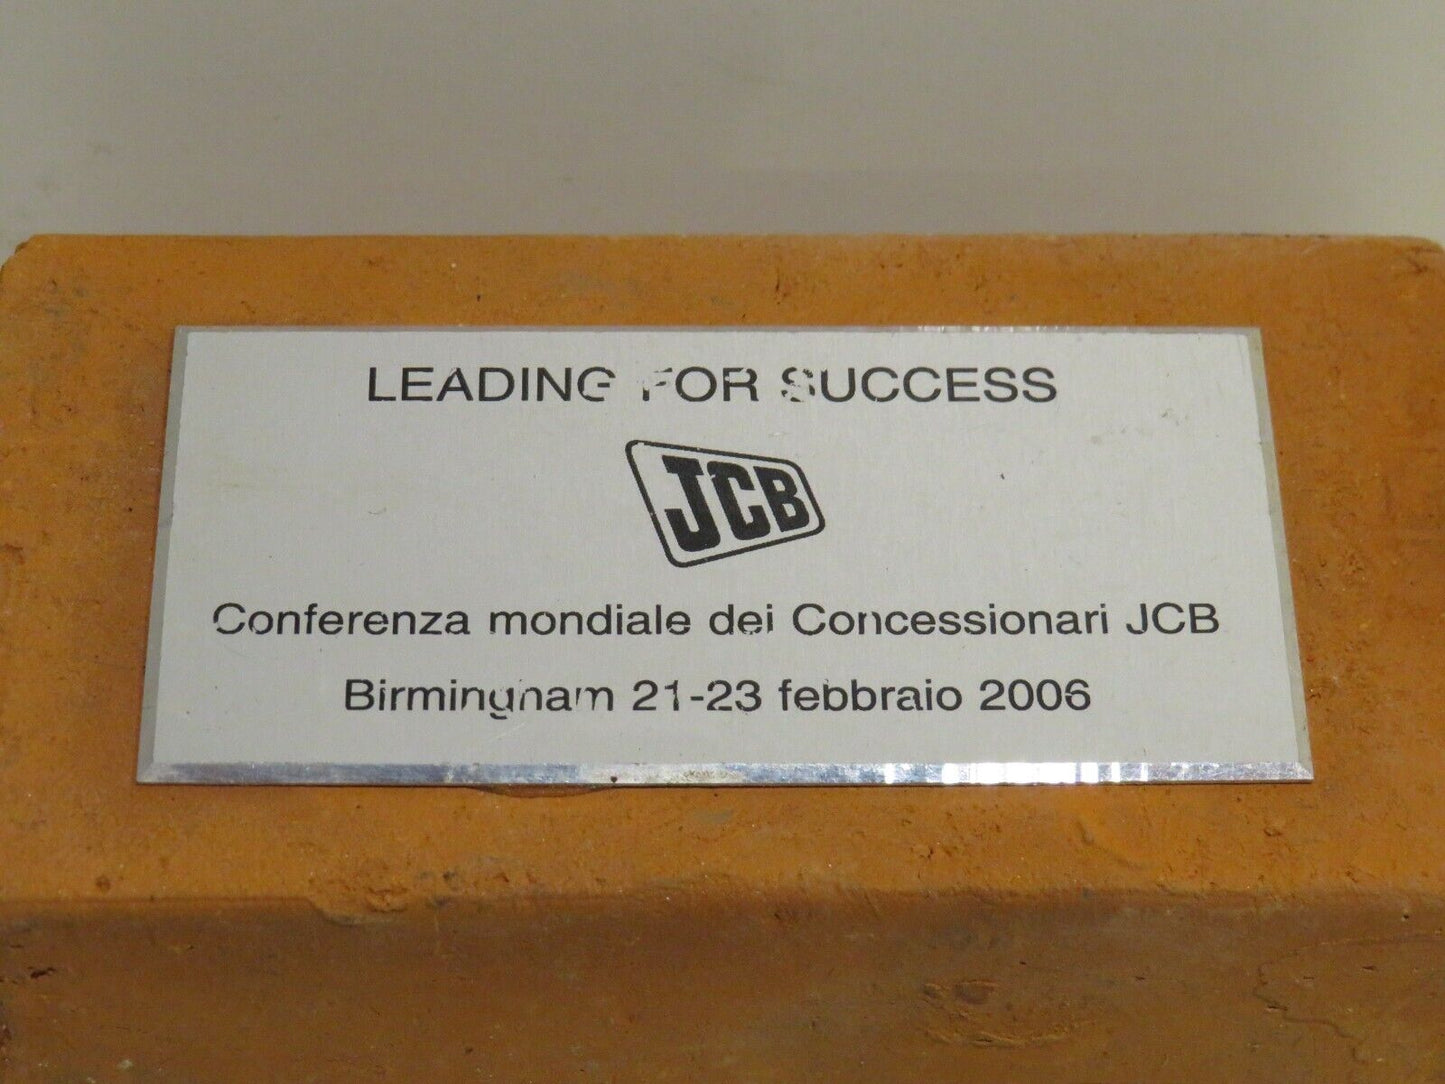 LEADING FOR SUCCESS
JCB
Conferenza mondiale dei Concessionari JCB
Birmingham 21-23 febbraio 2006